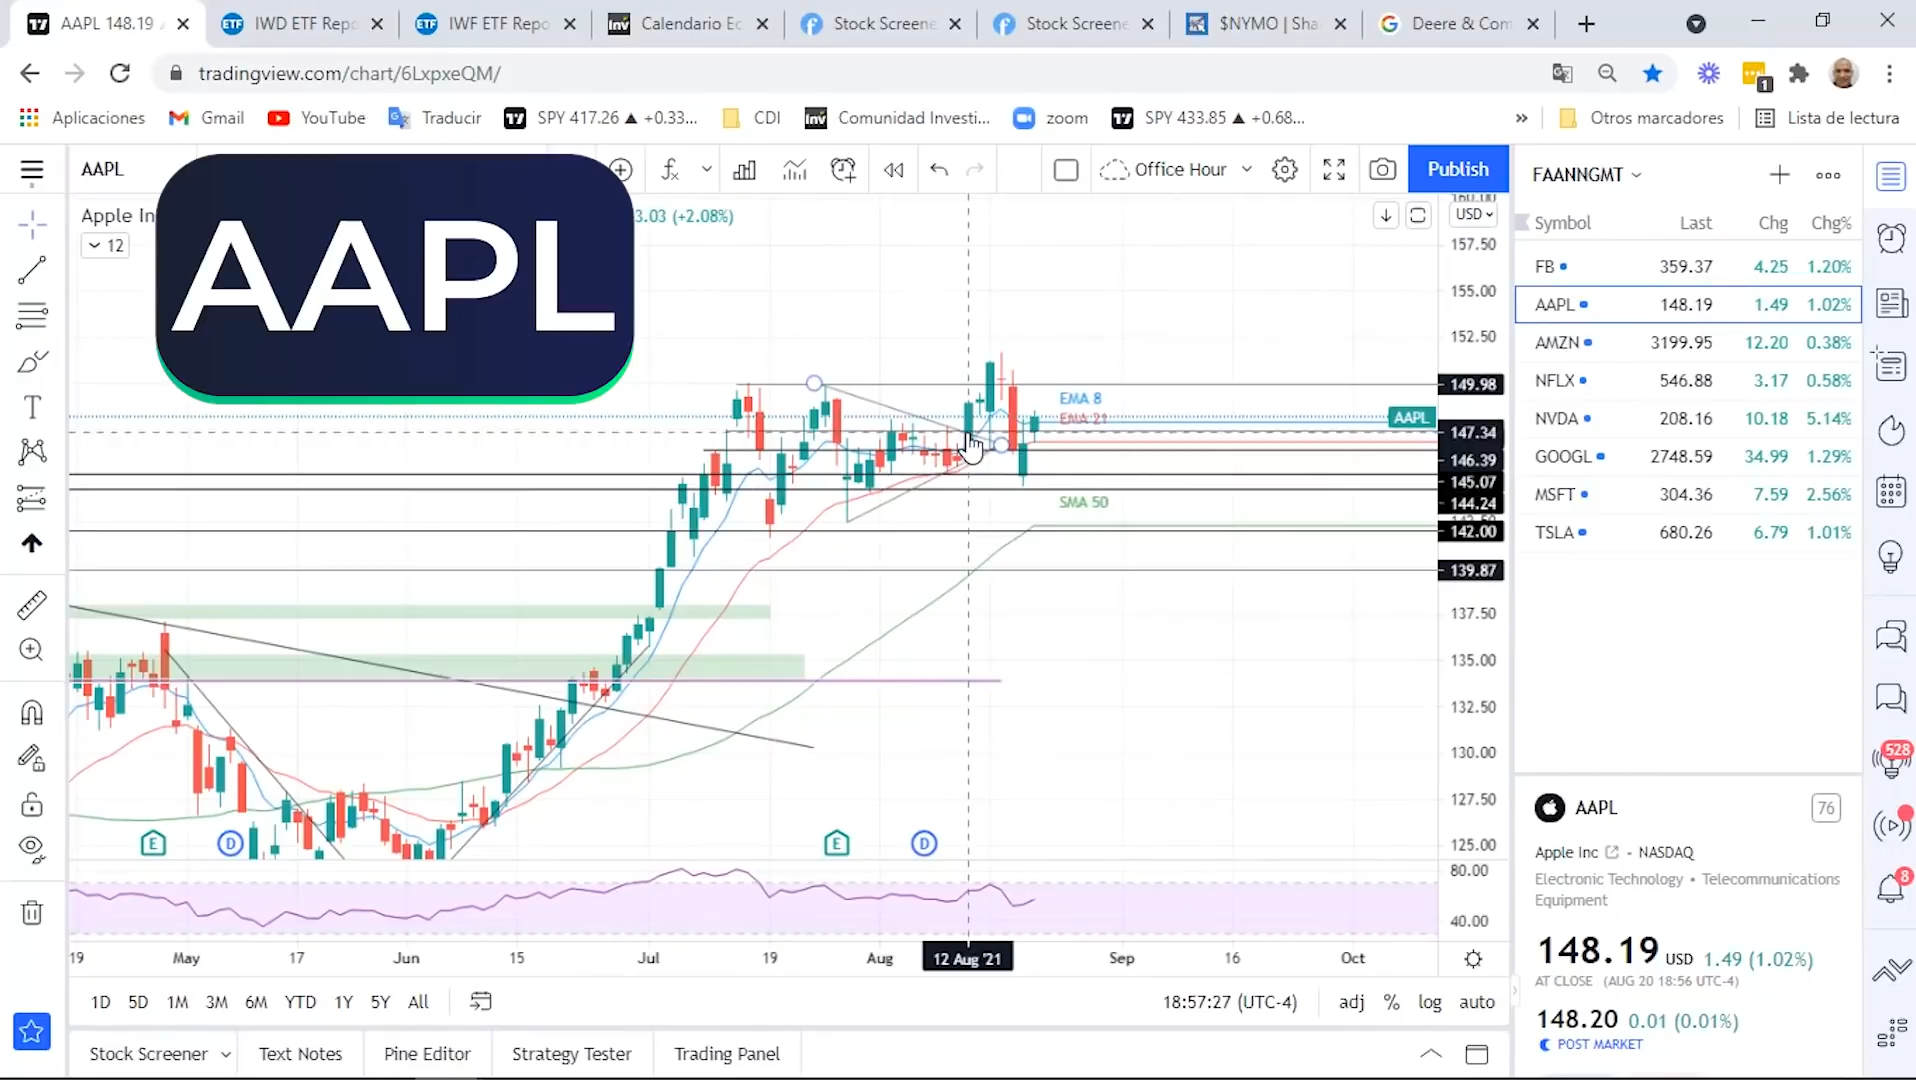 AAPL 148.19
IWD ETF Repo
IWF ETF Repo
Calendario Ec
Stock Screene
Stock Screene
$NYMO | Sha
Deere & Com
tradingview.com/chart/6LxpxeQM/
1
Aplicaciones
Gmail
YouTube
Traducir
SPY 417.26 ▲ +0.33...
CDI
Comunidad Investi...
zoom
SPY 433.85 ▲ +0.68...
»
Otros marcadores
Lista de lectura
AAPL
Office Hour
Publish
FAANNGMT
Apple In
3.03 (+2.08%)
12
AAPL
USD
Symbol Last Chg Chg%
FB 359.37 4.25 1.20%
AAPL 148.19 1.49 1.02%
AMZN 3199.95 12.20 0.38%
NFLX 546.88 3.17 0.58%
NVDA 208.16 10.18 5.14%
GOOGL 2748.59 34.99 1.29%
MSFT 304.36 7.59 2.56%
TSLA 680.26 6.79 1.01%
160.00
157.50
155.00
152.50
149.98
EMA 8
EMA 21
AAPL
147.34
146.39
145.07
144.24
SMA 50
142.00
139.87
137.50
135.00
132.50
130.00
127.50
125.00
80.00
40.00
E
D
E
D
19 May 17 Jun 15 Jul 19 Aug 12 Aug '21 Sep 16 Oct
1D 5D 1M 3M 6M YTD 1Y 5Y All
18:57:27 (UTC-4)
adj % log auto
Stock Screener
Text Notes
Pine Editor
Strategy Tester
Trading Panel
AAPL
76
Apple Inc - NASDAQ
Electronic Technology • Telecommunications
Equipment
148.19 USD 1.49 (1.02%)
AT CLOSE (AUG 20 18:56 UTC-4)
148.20 0.01 (0.01%)
POST MARKET
528
8